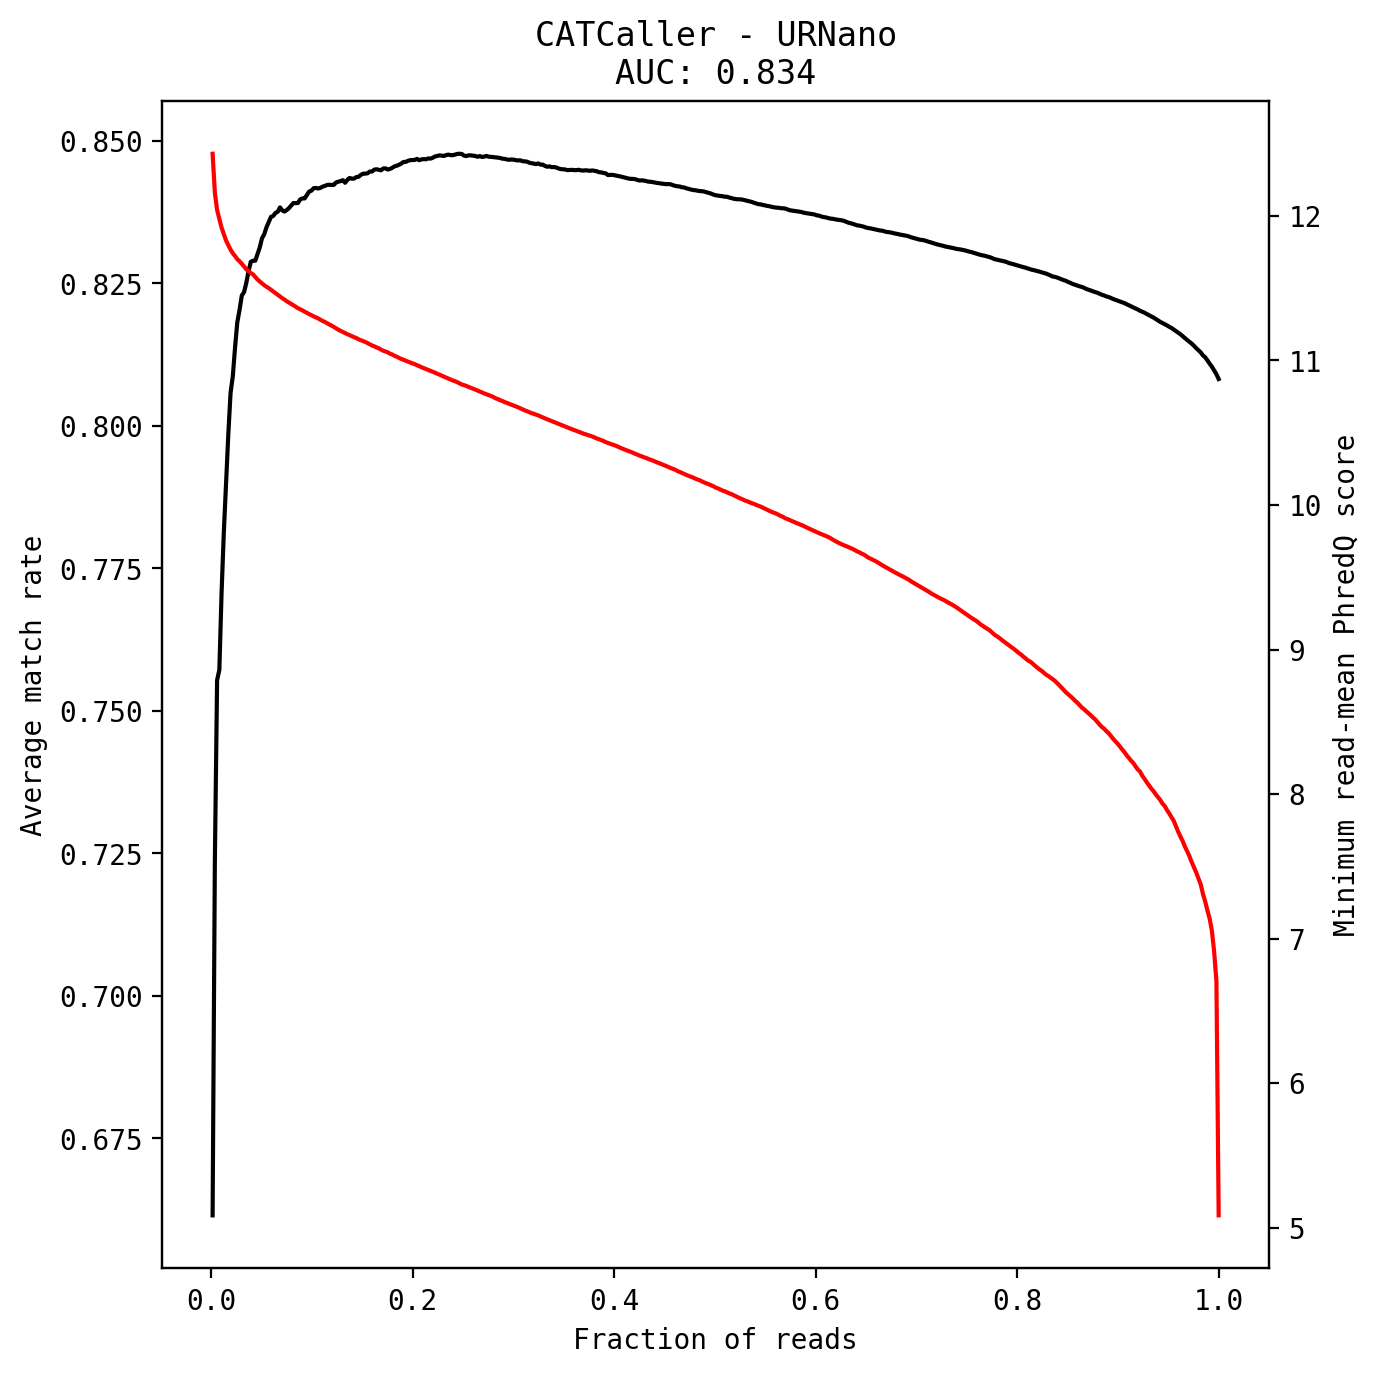 CATCaller - URNano
AUC: 0.834
0.850
0.825
0.800
0.775
0.750
0.725
0.700
0.675
Average match rate
12
11
10
9
8
7
6
5
Minimum read-mean PhredQ score
0.0 0.2 0.4 0.6 0.8 1.0
Fraction of reads